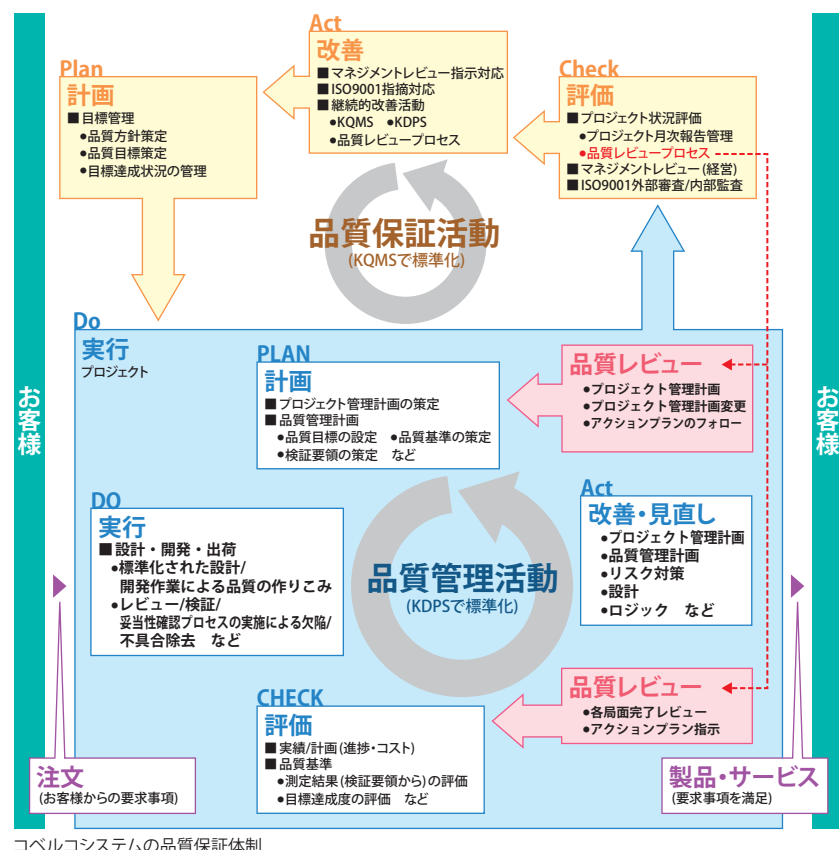 Act
改善
■マネジメントレビュー指示対応
■ISO9001指摘対応
■継続的改善活動
●KQMS ●KDPS
●品質レビュープロセス
Plan
計画
■目標管理
●品質方針策定
●品質目標策定
●目標達成状況の管理
Check
評価
■プロジェクト状況評価
●プロジェクト月次報告管理
●品質レビュープロセス
■マネジメントレビュー(経営)
■ISO9001外部審査/内部監査
品質保証活動
(KQMSで標準化)
お客様
お客様
Do
実行
プロジェクト
PLAN
計画
■プロジェクト管理計画の策定
■品質管理計画
●品質目標の設定 ●品質基準の策定
●検証要領の策定 など
品質レビュー
●プロジェクト管理計画
●プロジェクト管理計画変更
●アクションプランのフォロー
DO
実行
■設計・開発・出荷
●標準化された設計/
開発作業による品質の作りこみ
●レビュー/検証/
妥当性確認プロセスの実施による欠陥/
不具合除去 など
品質管理活動
(KDPSで標準化)
Act
改善・見直し
●プロジェクト管理計画
●品質管理計画
●リスク対策
●設計
●ロジック など
CHECK
評価
■実績/計画(進捗・コスト)
■品質基準
●測定結果(検証要領から)の評価
●目標達成度の評価 など
品質レビュー
●各局面完了レビュー
●アクションプラン指示
注文
(お客様からの要求事項)
製品・サービス
(要求事項を満足)
コベルコシステムの品質保証体制